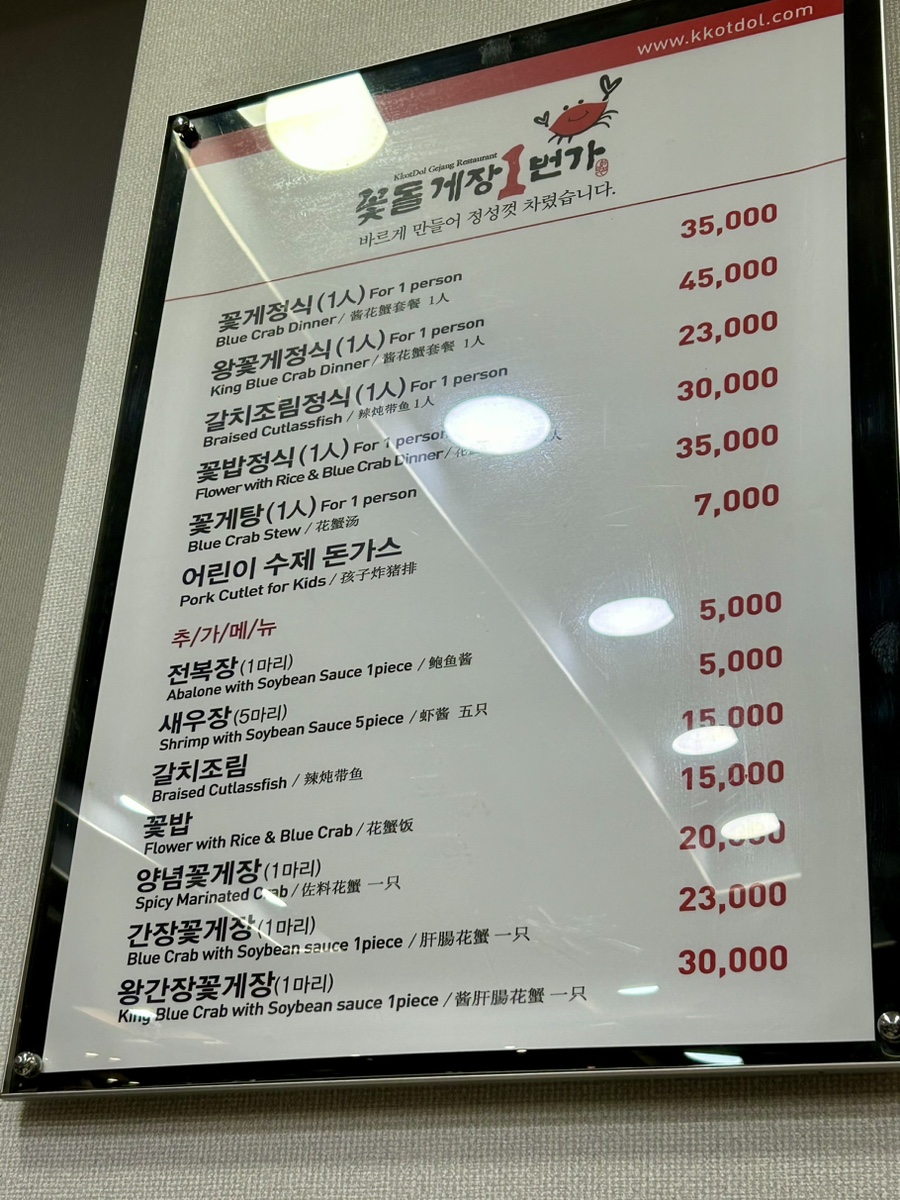 www.kkotdol.com
KkotDol Gejang Restaurant
꽃돌게장1번가
바르게 만들어 정성껏 차렸습니다.
꽃게정식(1人) For 1 person 35,000
Blue Crab Dinner / 酱花蟹套餐 1人
왕꽃게정식(1人) For 1 person 45,000
King Blue Crab Dinner / 酱花蟹套餐 1人
갈치조림정식(1人) For 1 person 23,000
Braised Cutlassfish / 辣炖带鱼 1人
꽃밥정식(1人) For 1 person 30,000
Flower with Rice & Blue Crab Dinner / 花 人
꽃게탕(1人) For 1 person 35,000
Blue Crab Stew / 花蟹汤
어린이 수제 돈가스 7,000
Pork Cutlet for Kids / 孩子炸猪排
추/가/메/뉴
전복장(1마리) 5,000
Abalone with Soybean Sauce 1piece / 鲍鱼酱
새우장(5마리) 5,000
Shrimp with Soybean Sauce 5piece / 虾酱 五只
갈치조림 15,000
Braised Cutlassfish / 辣炖带鱼
꽃밥 15,000
Flower with Rice & Blue Crab / 花蟹饭
양념꽃게장(1마리) 20,000
Spicy Marinated Crab / 佐料花蟹 一只
간장꽃게장(1마리) 23,000
Blue Crab with Soybean sauce 1piece / 肝腸花蟹 一只
왕간장꽃게장(1마리) 30,000
King Blue Crab with Soybean sauce 1piece / 酱肝腸花蟹 一只